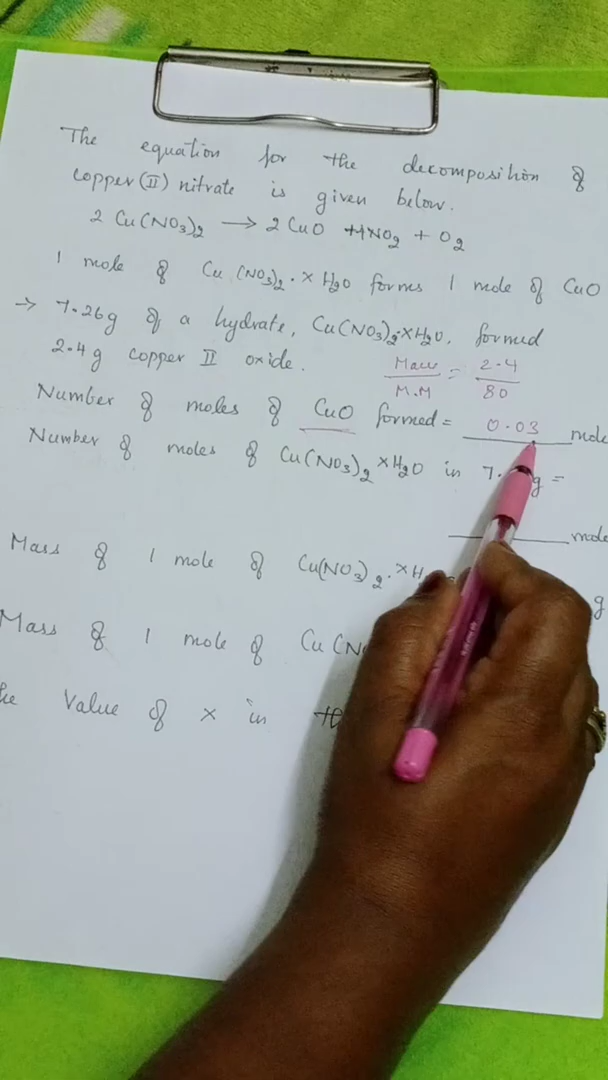 The equation for the decomposition of
copper (II) nitrate is given below.
2 Cu(NO3)2 → 2 CuO + 4NO2 + O2
1 mole of Cu (NO3)2 . x H2O forms 1 mole of CuO
→ 7.26g of a hydrate, Cu(NO3)2.xH2O, formed
2.4g copper II oxide.
Mass / M.M = 2.4 / 80
Number of moles of CuO formed = 0.03 mole
Number of moles of Cu(NO3)2 xH2O in 7. g =
mole
Mass of 1 mole of Cu(NO3)2 . xH g
Mass of 1 mole of Cu
Value of x in